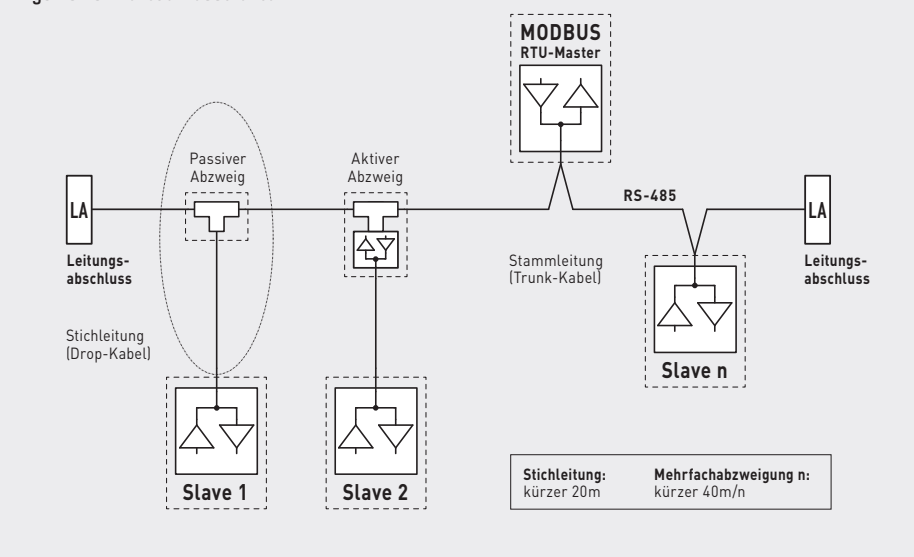 MODBUS
RTU-Master
Passiver
Abzweig
Aktiver
Abzweig
RS-485
LA
LA
Leitungs-
abschluss
Stammleitung
(Trunk-Kabel)
Leitungs-
abschluss
Stichleitung
(Drop-Kabel)
Slave n
Slave 1
Slave 2
Stichleitung:
kürzer 20m
Mehrfachabzweigung n:
kürzer 40m/n